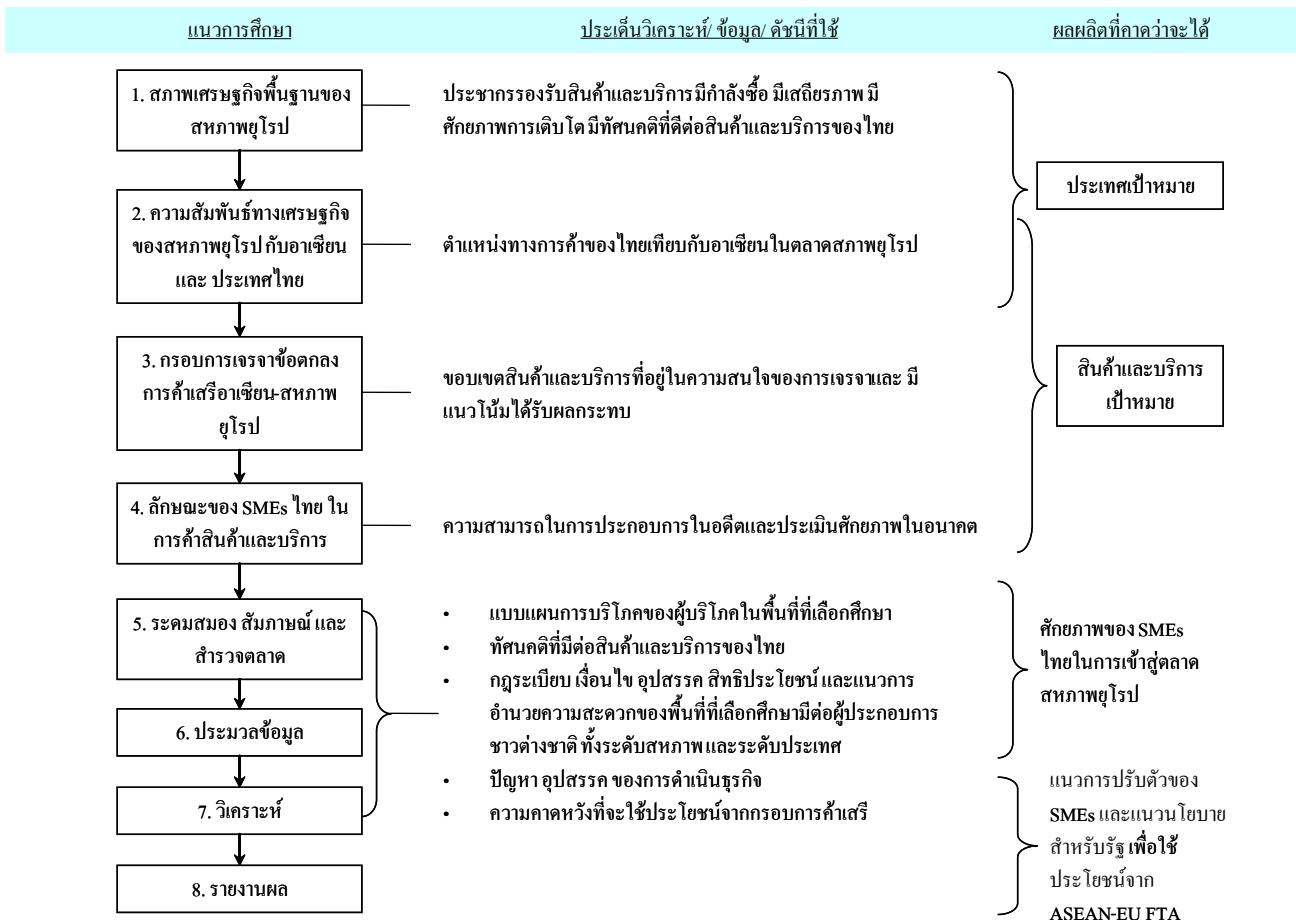 แนวการศึกษา
ประเด็นวิเคราะห์/ ข้อมูล/ ดัชนีที่ใช้
ผลผลิตที่คาดว่าจะได้
1. สภาพเศรษฐกิจพื้นฐานของ
สหภาพยุโรป
ประชากรรองรับสินค้าและบริการมีกำลังซื้อ มีเสถียรภาพ มี
ศักยภาพการเติบโต มีทัศนคติที่ดีต่อสินค้าและบริการของไทย
ประเทศเป้าหมาย
2. ความสัมพันธ์ทางเศรษฐกิจ
ของสหภาพยุโรป กับอาเซียน
และ ประเทศไทย
ตำแหน่งทางการค้าของไทยเทียบกับอาเซียนในตลาดสภาพยุโรป
3. กรอบการเจรจาข้อตกลง
การค้าเสรีอาเซียน-สหภาพ
ยุโรป
ขอบเขตสินค้าและบริการที่อยู่ในความสนใจของการเจรจาและ มี
แนวโน้มได้รับผลกระทบ
สินค้าและบริการ
เป้าหมาย
4. ลักษณะของ SMEs ไทย ใน
การค้าสินค้าและบริการ
ความสามารถในการประกอบการในอดีตและประเมินศักยภาพในอนาคต
5. ระดมสมอง สัมภาษณ์ และ
สำรวจตลาด
6. ประมวลข้อมูล
7. วิเคราะห์
8. รายงานผล
• แบบแผนการบริโภคของผู้บริโภคในพื้นที่ที่เลือกศึกษา
• ทัศนคติที่มีต่อสินค้าและบริการของไทย
• กฎระเบียบ เงื่อนไข อุปสรรค สิทธิประโยชน์ และแนวการ
อำนวยความสะดวกของพื้นที่ที่เลือกศึกษามีต่อผู้ประกอบการ
ชาวต่างชาติ ทั้งระดับสหภาพ และระดับประเทศ
• ปัญหา อุปสรรค ของการดำเนินธุรกิจ
• ความคาดหวังที่จะใช้ประโยชน์จากกรอบการค้าเสรี
ศักยภาพของ SMEs
ไทยในการเข้าสู่ตลาด
สหภาพยุโรป
แนวการปรับตัวของ
SMEs และแนวนโยบาย
สำหรับรัฐ เพื่อใช้
ประโยชน์จาก
ASEAN-EU FTA